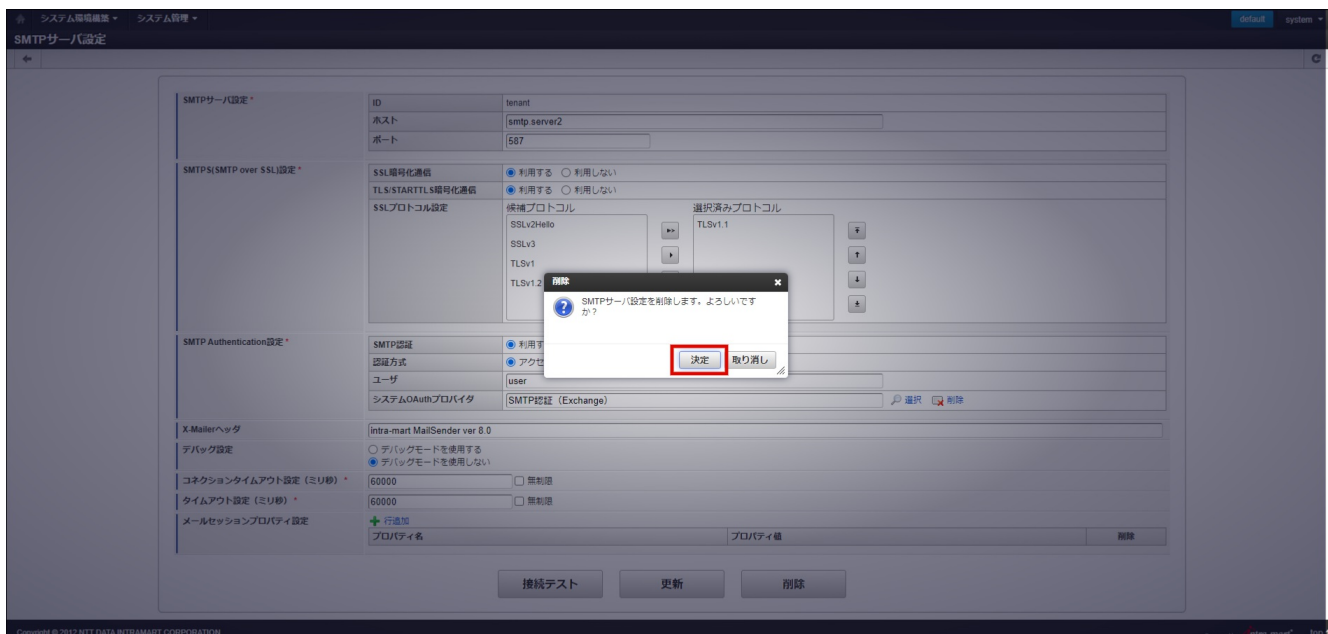 システム環境構築 システム管理 default system
SMTPサーバ設定
SMTPサーバ設定 * ID tenant
ホスト smtp.server2
ポート 587
SMTPS(SMTP over SSL)設定 * SSL暗号化通信 利用する 利用しない
TLS/STARTTLS暗号化通信 利用する 利用しない
SSLプロトコル設定 候補プロトコル 選択済みプロトコル
SSLv2Hello TLSv1.1
SSLv3
TLSv1
TLSv1.2
削除
SMTPサーバ設定を削除します。よろしいです
か?
決定 取り消し
SMTP Authentication設定 * SMTP認証 利用す
認証方式 アクセ
ユーザ user
システムOAuthプロバイダ SMTP認証（Exchange） 選択 削除
X-Mailerヘッダ intra-mart MailSender ver 8.0
デバッグ設定 デバッグモードを使用する
デバッグモードを使用しない
コネクションタイムアウト設定（ミリ秒） * 60000 無制限
タイムアウト設定（ミリ秒） * 60000 無制限
メールセッションプロパティ設定 行追加
プロパティ名 プロパティ値 削除
接続テスト 更新 削除
Copyright © 2012 NTT DATA INTRAMART CORPORATION intra-mart top